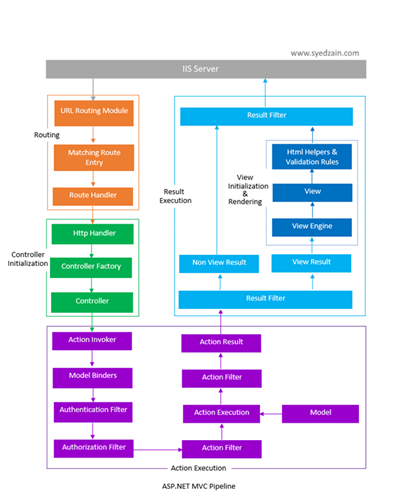 www.syedzain.com
IIS Server
URL Routing Module
Routing
Matching Route
Entry
Route Handler
Http Handler
Controller
Initialization
Controller Factory
Controller
Result Filter
Html Helpers &
Validation Rules
View
Initialization
&
Rendering
View
Result
Execution
View Engine
Non View Result
View Result
Result Filter
Action Invoker
Model Binders
Authentication Filter
Authorization Filter
Action Result
Action Filter
Action Execution
Model
Action Filter
Action Execution
ASP.NET MVC Pipeline